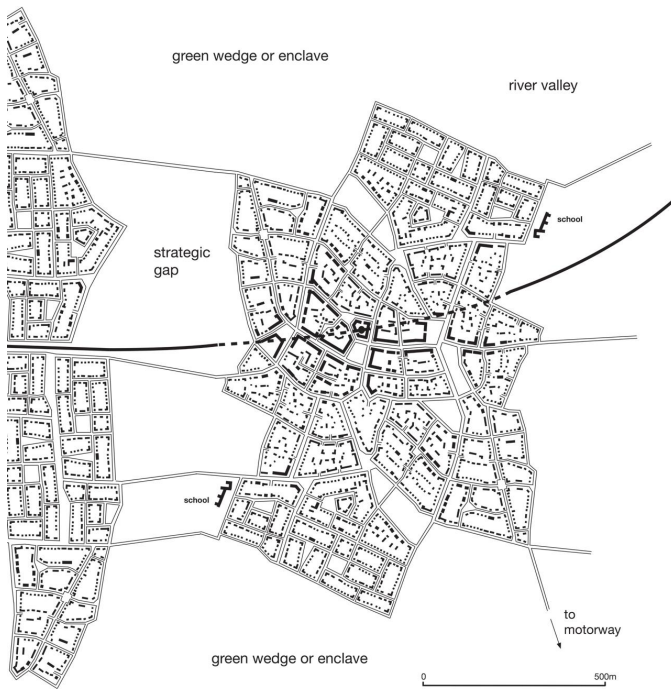 green wedge or enclave
river valley
school
strategic
gap
school
to
motorway
green wedge or enclave
0 500m